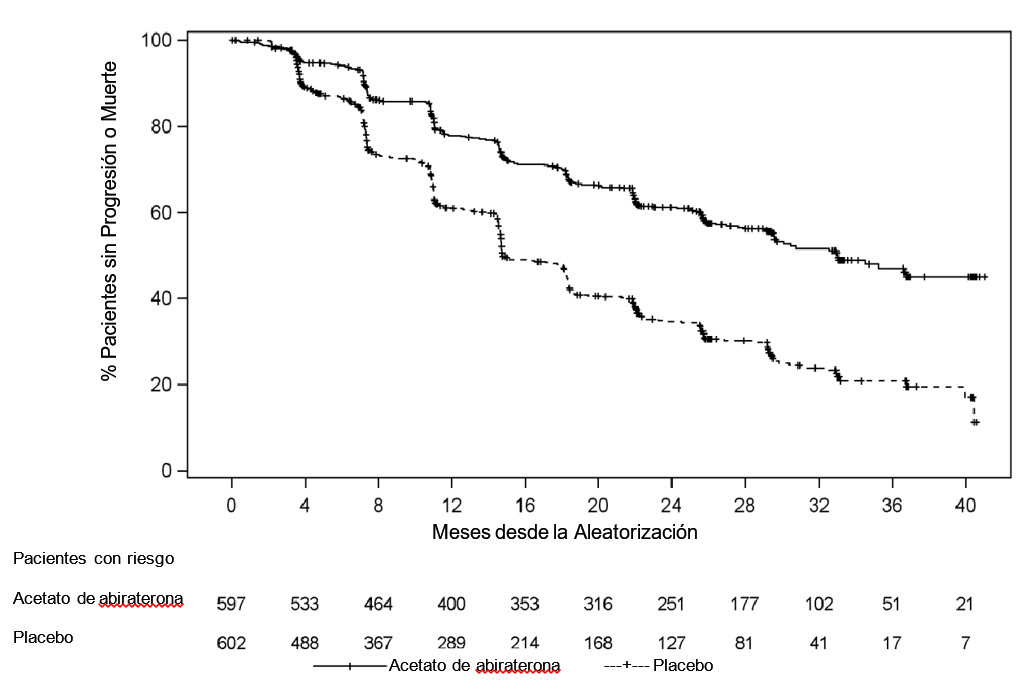 % Pacientes sin Progresión o Muerte
100
80
60
40
20
0
0 4 8 12 16 20 24 28 32 36 40
Meses desde la Aleatorización
Pacientes con riesgo
Acetato de abiraterona 597 533 464 400 353 316 251 177 102 51 21
Placebo 602 488 367 289 214 168 127 81 41 17 7
Acetato de abiraterona Placebo